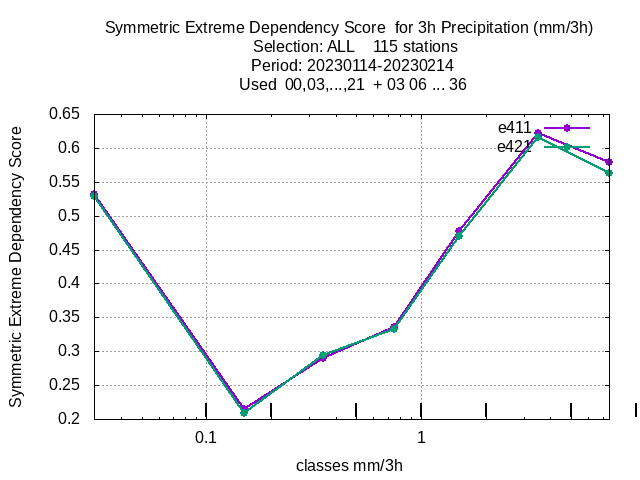 Symmetric Extreme Dependency Score  for 3h Precipitation (mm/3h)
Selection: ALL    115 stations
Period: 20230114-20230214
Used  00,03,...,21  + 03 06 ... 36
0.65
0.6
0.55
0.5
0.45
0.4
0.35
0.3
0.25
0.2
Symmetric Extreme Dependency Score
e411
e421
0.1
1
classes mm/3h